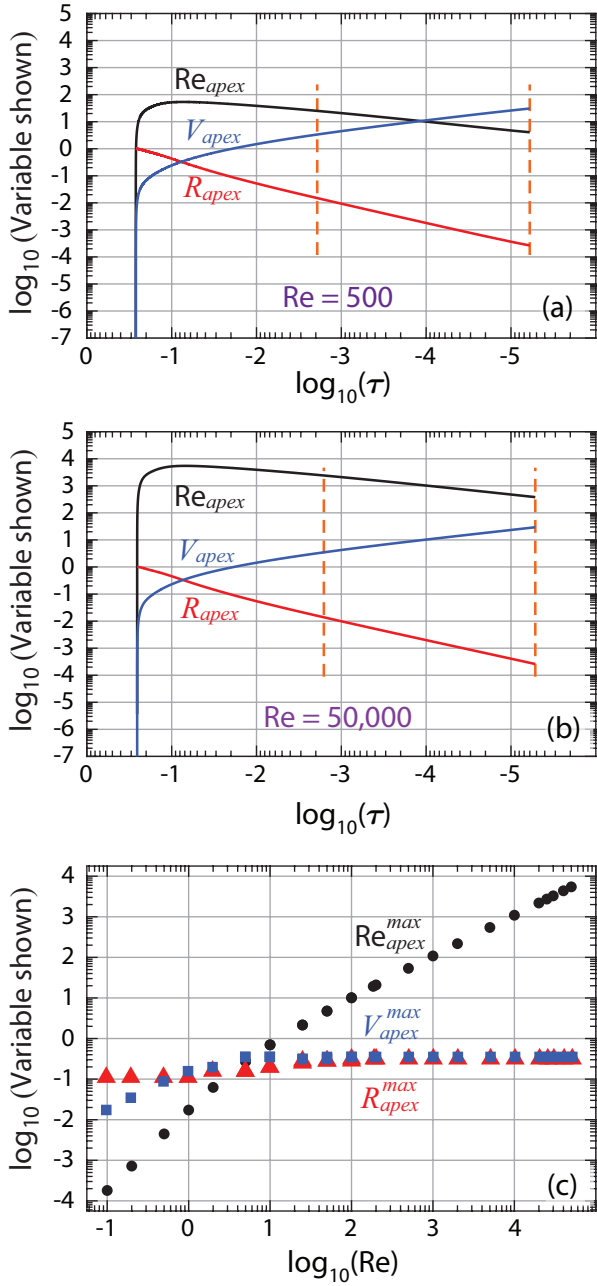 5
4
3
2
1
0
-1
-2
-3
-4
-5
-6
-7
log₁₀ (Variable shown)
Re_apex
V_apex
R_apex
Re = 500
(a)
0 -1 -2 -3 -4 -5
log₁₀(τ)
5
4
3
2
1
0
-1
-2
-3
-4
-5
-6
-7
log₁₀ (Variable shown)
Re_apex
V_apex
R_apex
Re = 50,000
(b)
0 -1 -2 -3 -4 -5
log₁₀(τ)
4
3
2
1
0
-1
-2
-3
-4
log₁₀ (Variable shown)
Re_apex^max
V_apex^max
R_apex^max
(c)
-1 0 1 2 3 4
log₁₀(Re)